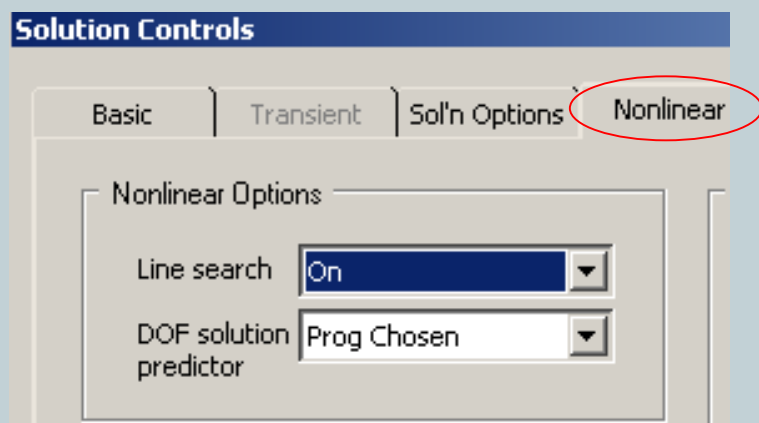 Solution Controls
Basic Transient Sol'n Options Nonlinear
Nonlinear Options
Line search On
DOF solution Prog Chosen
predictor